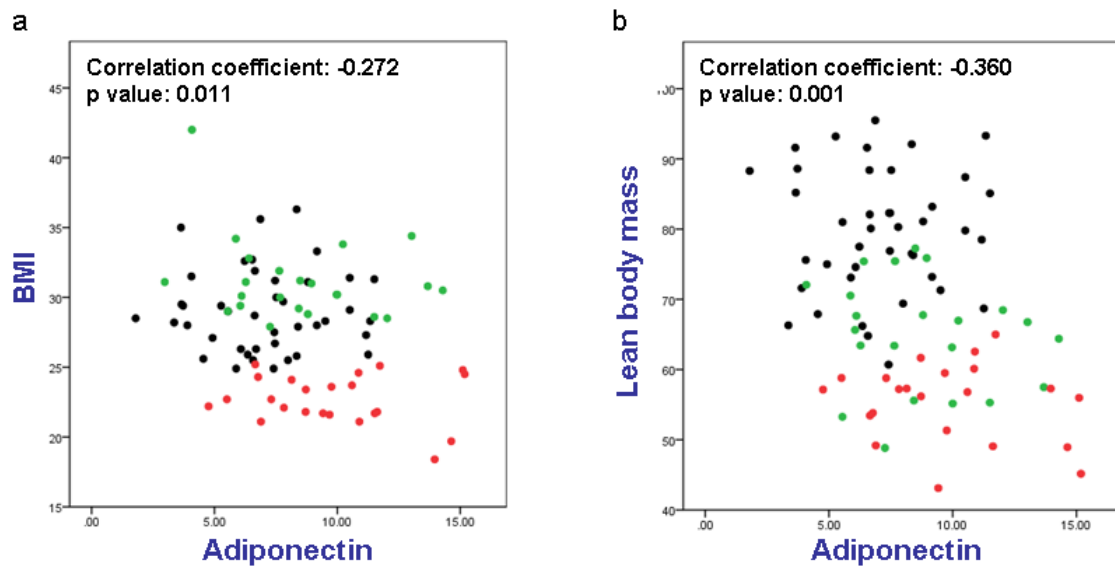 a
Correlation coefficient: -0.272
p value: 0.011
45
40
35
30
25
20
15
.00
5.00
10.00
15.00
BMI
Adiponectin
b
Correlation coefficient: -0.360
p value: 0.001
90
80
70
60
50
40
.00
5.00
10.00
15.00
Lean body mass
Adiponectin